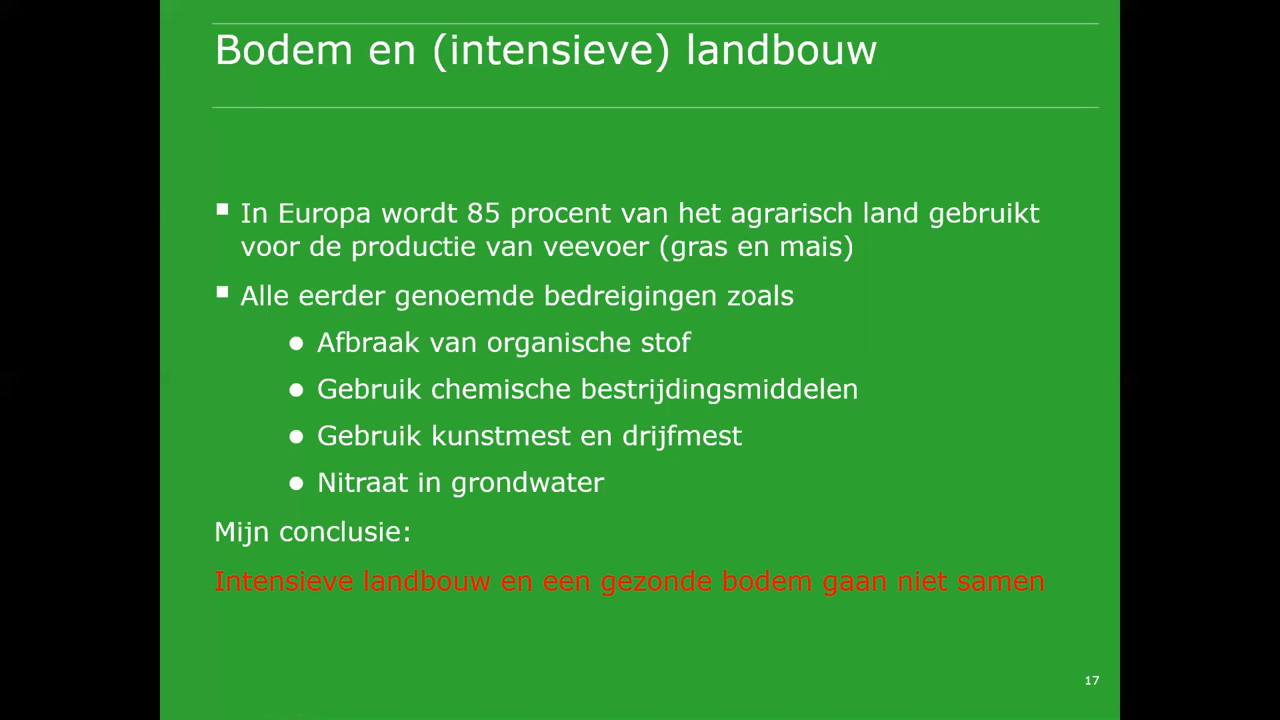 Bodem en (intensieve) landbouw
▪ In Europa wordt 85 procent van het agrarisch land gebruikt
voor de productie van veevoer (gras en mais)
▪ Alle eerder genoemde bedreigingen zoals
● Afbraak van organische stof
● Gebruik chemische bestrijdingsmiddelen
● Gebruik kunstmest en drijfmest
● Nitraat in grondwater
Mijn conclusie:
Intensieve landbouw en een gezonde bodem gaan niet samen
17